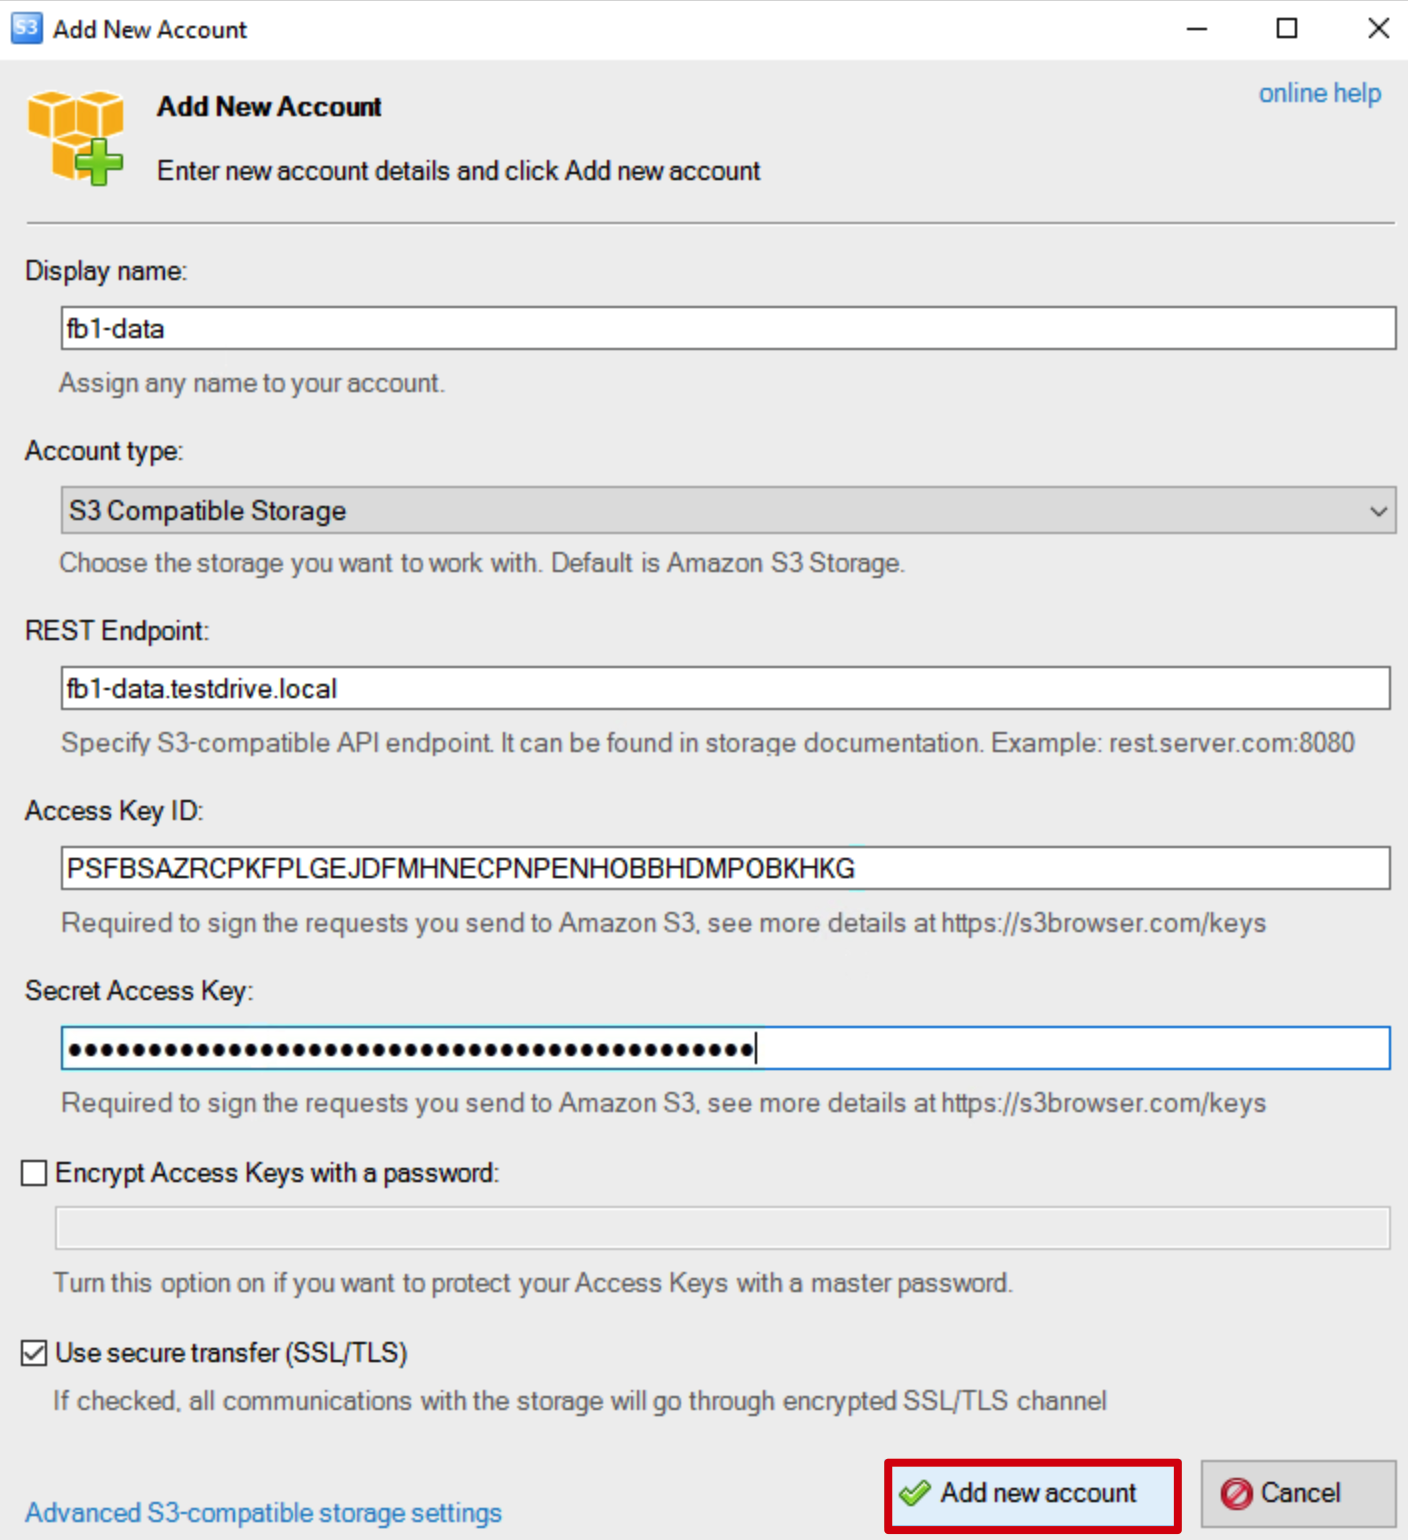 S3 Add New Account
Add New Account
online help
Enter new account details and click Add new account
Display name:
fb1-data
Assign any name to your account.
Account type:
S3 Compatible Storage
Choose the storage you want to work with. Default is Amazon S3 Storage.
REST Endpoint:
fb1-data.testdrive.local
Specify S3-compatible API endpoint. It can be found in storage documentation. Example: rest.server.com:8080
Access Key ID:
PSFBSAZRCPKFPLGEJDFMHNECPNPENHOBBHDMPOBKHKG
Required to sign the requests you send to Amazon S3, see more details at https://s3browser.com/keys
Secret Access Key:
●●●●●●●●●●●●●●●●●●●●●●●●●●●●●●●●●●●●●●●●●●●
Required to sign the requests you send to Amazon S3, see more details at https://s3browser.com/keys
Encrypt Access Keys with a password:
Turn this option on if you want to protect your Access Keys with a master password.
Use secure transfer (SSL/TLS)
If checked, all communications with the storage will go through encrypted SSL/TLS channel
Add new account
Cancel
Advanced S3-compatible storage settings